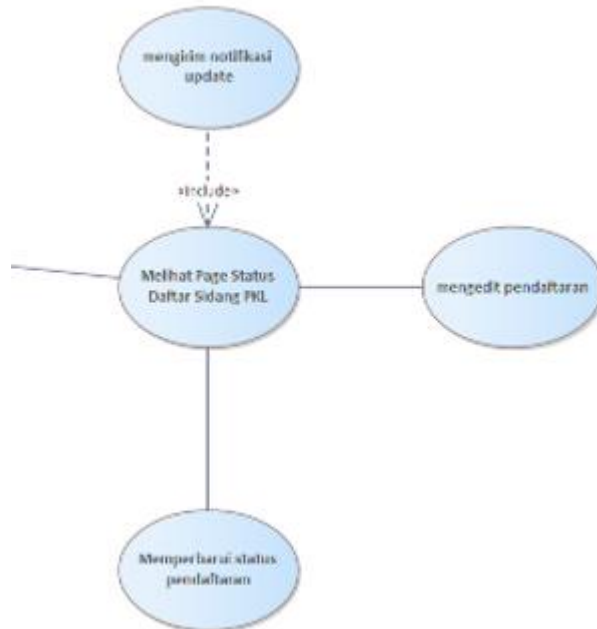 mengirim notifikasi
update
«include»
Melihat Page Status
Daftar Sidang PKL
mengedit pendaftaran
Memperbarui status
pendaftaran